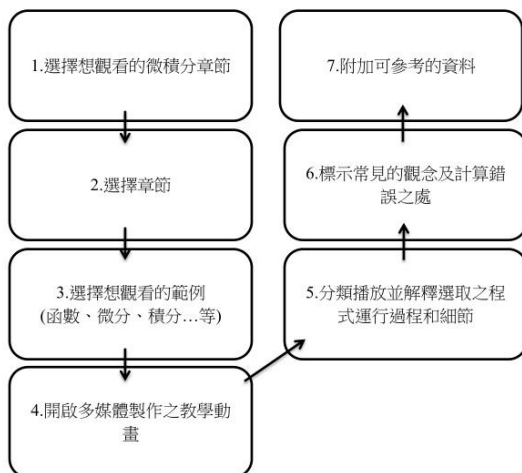 1.選擇想觀看的微積分章節
2.選擇章節
3.選擇想觀看的範例
(函數、微分、積分…等)
4.開啟多媒體製作之教學動
畫
5.分類播放並解釋選取之程
式運行過程和細節
6.標示常見的觀念及計算錯
誤之處
7.附加可參考的資料